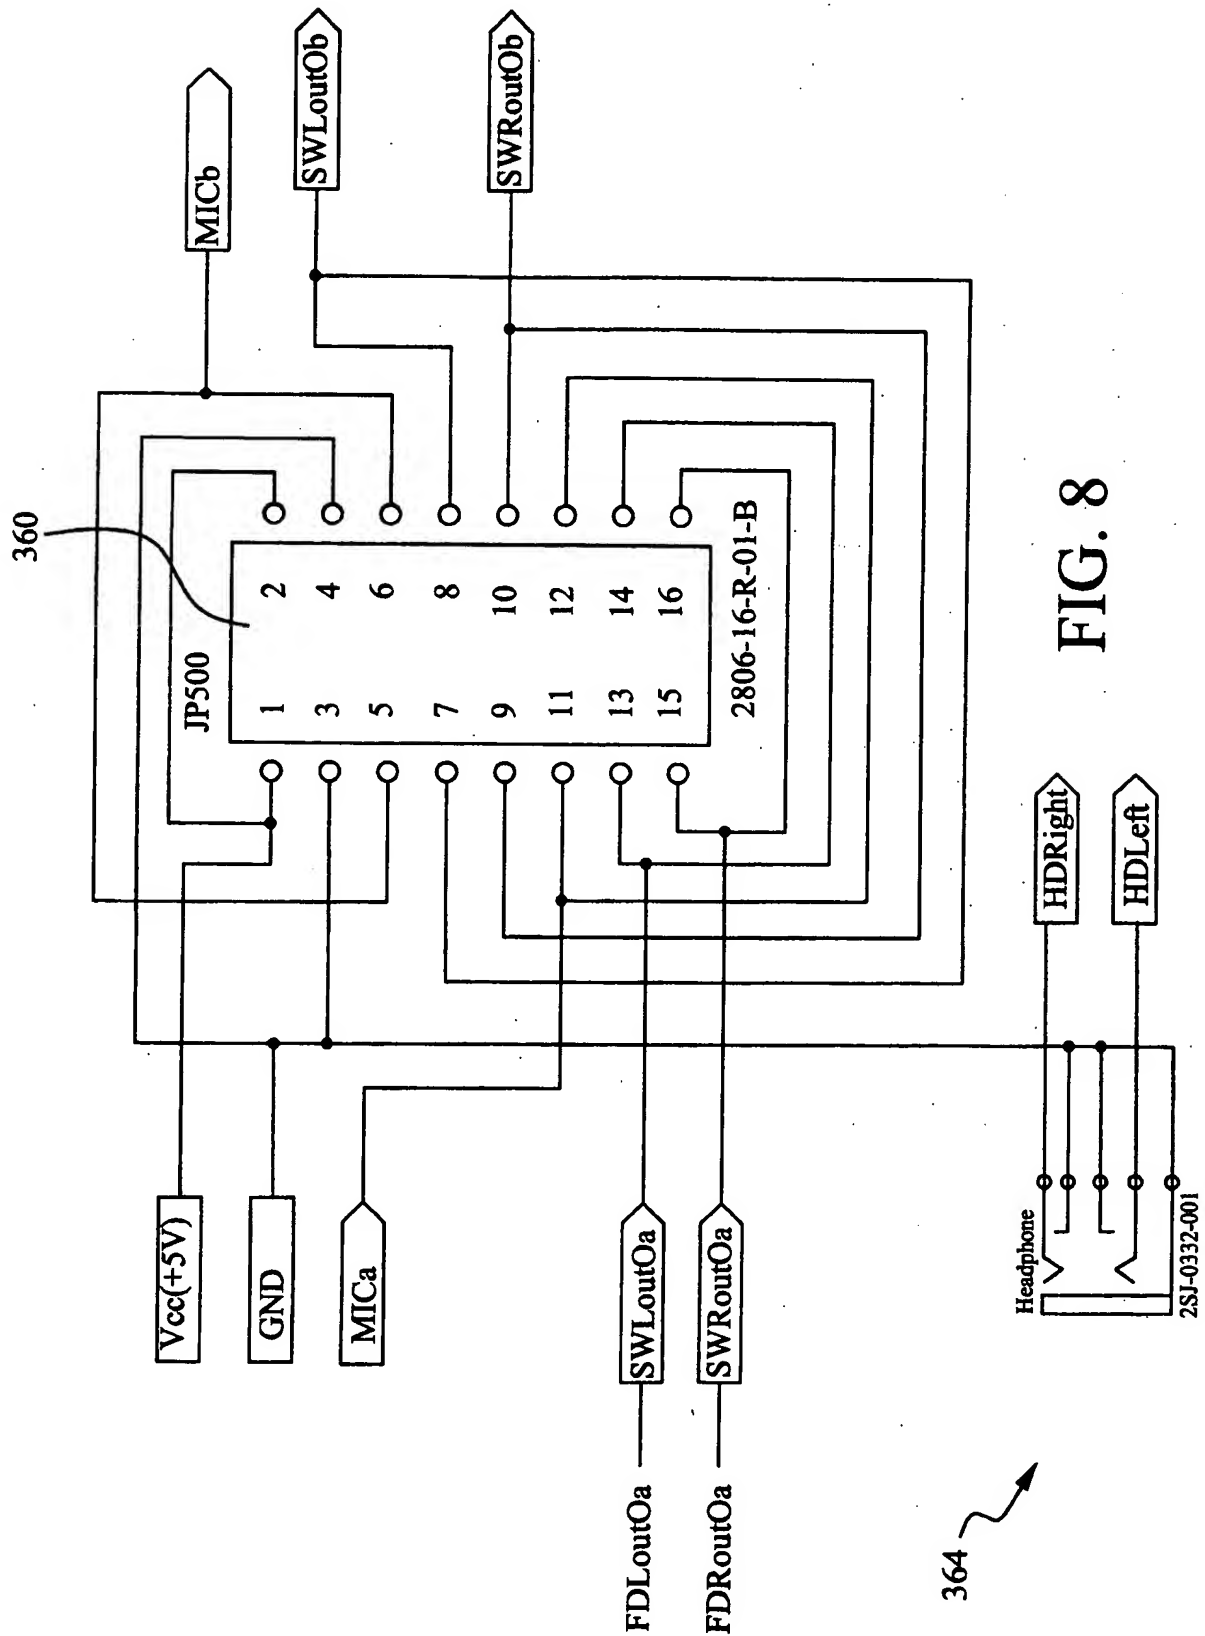 360
JP500
1 2
3 4
5 6
7 8
9 10
11 12
13 14
15 16
2806-16-R-01-B
MICb
SWLoutOb
SWRoutOb
Vcc(+5V)
GND
MICa
FDLoutOa
SWLoutOa
FDRoutOa
SWRoutOa
Headphone
HDRight
HDLeft
2SJ-0332-001
364
FIG. 8